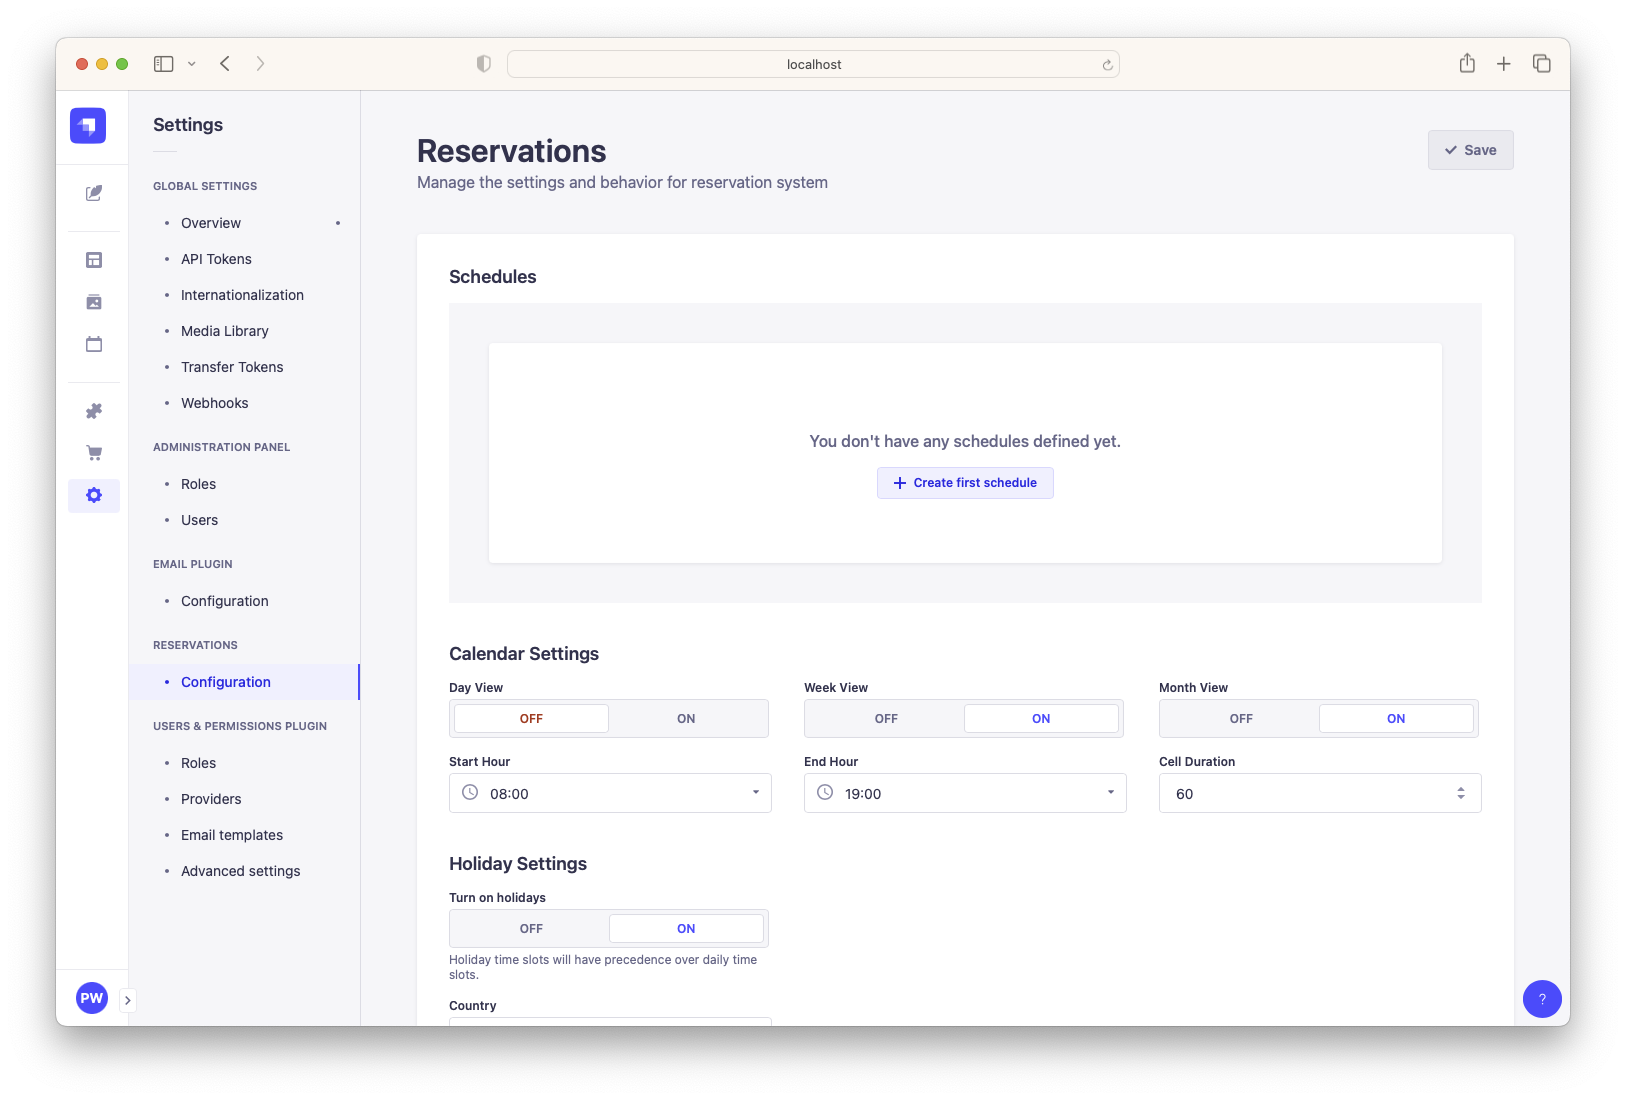 localhost
Settings
GLOBAL SETTINGS
Overview
API Tokens
Internationalization
Media Library
Transfer Tokens
Webhooks
ADMINISTRATION PANEL
Roles
Users
EMAIL PLUGIN
Configuration
RESERVATIONS
Configuration
USERS & PERMISSIONS PLUGIN
Roles
Providers
Email templates
Advanced settings
PW
Reservations
Manage the settings and behavior for reservation system
Save
Schedules
You don't have any schedules defined yet.
Create first schedule
Calendar Settings
Day View
OFF ON
Week View
OFF ON
Month View
OFF ON
Start Hour
08:00
End Hour
19:00
Cell Duration
60
Holiday Settings
Turn on holidays
OFF ON
Holiday time slots will have precedence over daily time
slots.
Country
?